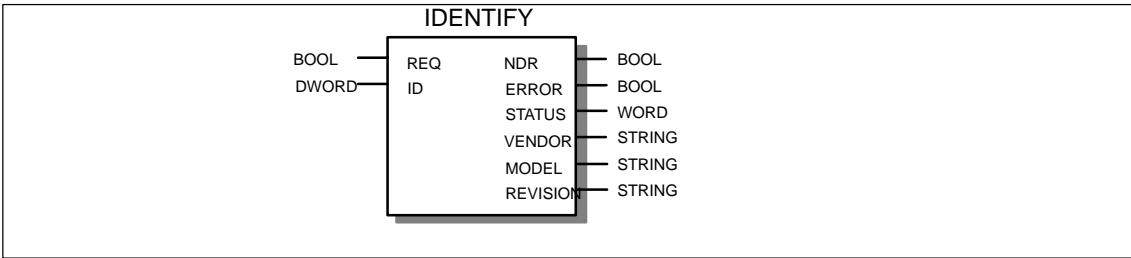 IDENTIFY
BOOL REQ NDR BOOL
DWORD ID ERROR BOOL
STATUS WORD
VENDOR STRING
MODEL STRING
REVISION STRING